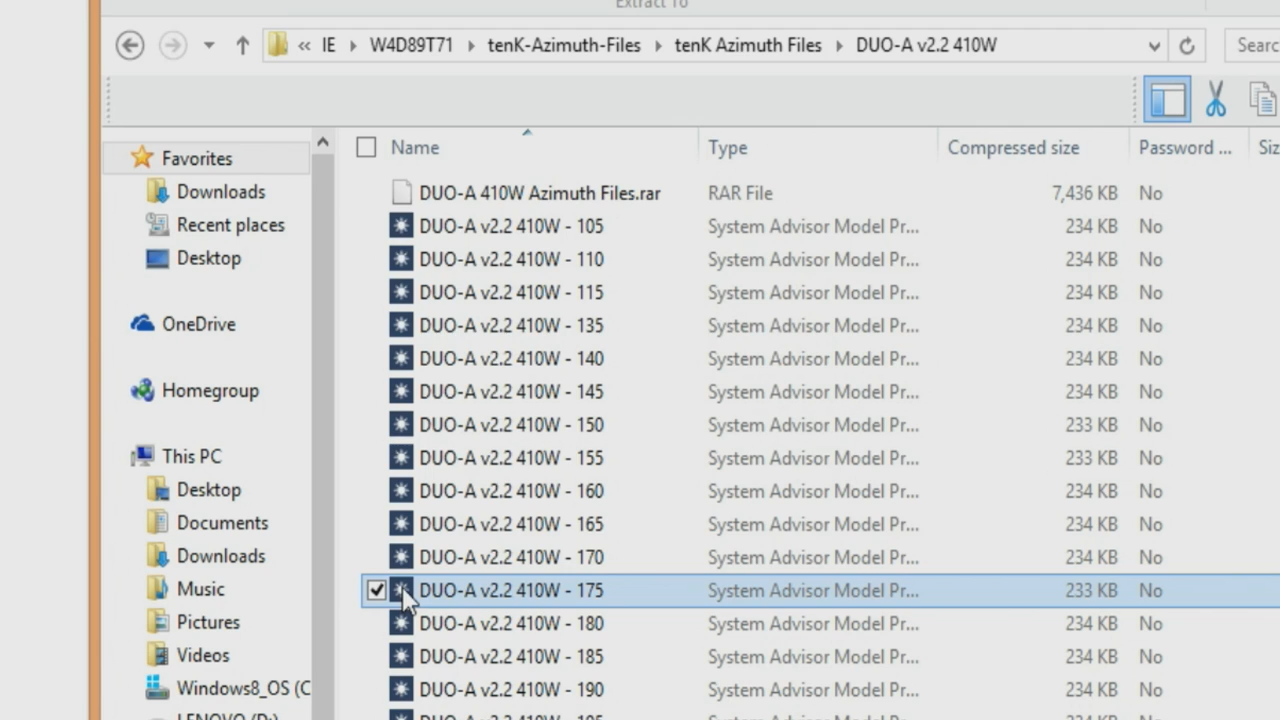 Extract To
« IE W4D89T71 tenK-Azimuth-Files tenK Azimuth Files DUO-A v2.2 410W
Searc
Name Type Compressed size Password ... Siz
Favorites
Downloads
Recent places
Desktop
OneDrive
Homegroup
This PC
Desktop
Documents
Downloads
Music
Pictures
Videos
Windows8_OS (C
LENOVO (D:)
DUO-A 410W Azimuth Files.rar RAR File 7,436 KB No
DUO-A v2.2 410W - 105 System Advisor Model Pr... 234 KB No
DUO-A v2.2 410W - 110 System Advisor Model Pr... 234 KB No
DUO-A v2.2 410W - 115 System Advisor Model Pr... 234 KB No
DUO-A v2.2 410W - 135 System Advisor Model Pr... 234 KB No
DUO-A v2.2 410W - 140 System Advisor Model Pr... 234 KB No
DUO-A v2.2 410W - 145 System Advisor Model Pr... 234 KB No
DUO-A v2.2 410W - 150 System Advisor Model Pr... 233 KB No
DUO-A v2.2 410W - 155 System Advisor Model Pr... 233 KB No
DUO-A v2.2 410W - 160 System Advisor Model Pr... 234 KB No
DUO-A v2.2 410W - 165 System Advisor Model Pr... 234 KB No
DUO-A v2.2 410W - 170 System Advisor Model Pr... 234 KB No
DUO-A v2.2 410W - 175 System Advisor Model Pr... 233 KB No
DUO-A v2.2 410W - 180 System Advisor Model Pr... 234 KB No
DUO-A v2.2 410W - 185 System Advisor Model Pr... 234 KB No
DUO-A v2.2 410W - 190 System Advisor Model Pr... 234 KB No